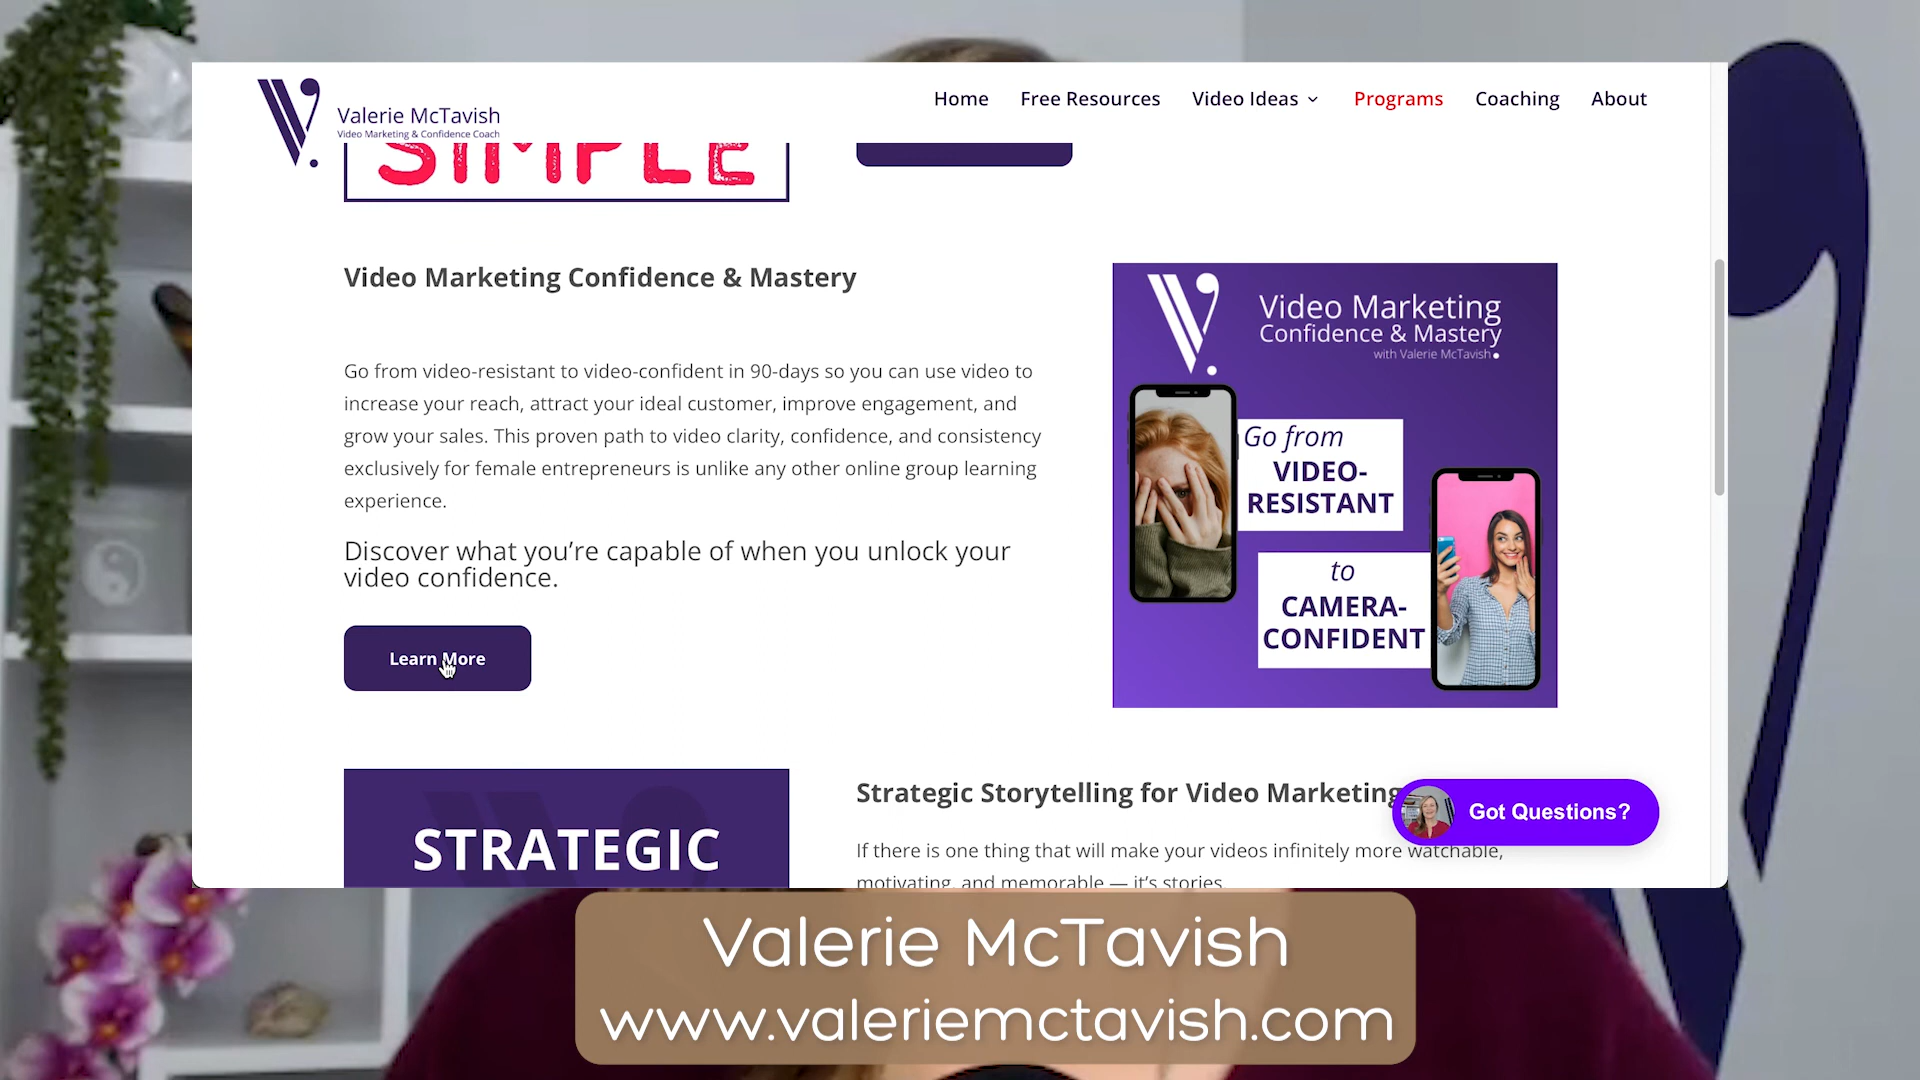 Valerie McTavish
Video Marketing & Confidence Coach
Home Free Resources Video Ideas Programs Coaching About
SIMPLE
Video Marketing Confidence & Mastery
Go from video-resistant to video-confident in 90-days so you can use video to
increase your reach, attract your ideal customer, improve engagement, and
grow your sales. This proven path to video clarity, confidence, and consistency
exclusively for female entrepreneurs is unlike any other online group learning
experience.
Discover what you’re capable of when you unlock your
video confidence.
Learn More
Video Marketing
Confidence & Mastery
with Valerie McTavish
Go from
VIDEO-
RESISTANT
to
CAMERA-
CONFIDENT
STRATEGIC
Strategic Storytelling for Video Marketing
If there is one thing that will make your videos infinitely more watchable,
motivating, and memorable — it’s stories
Got Questions?
Valerie McTavish
www.valeriemctavish.com